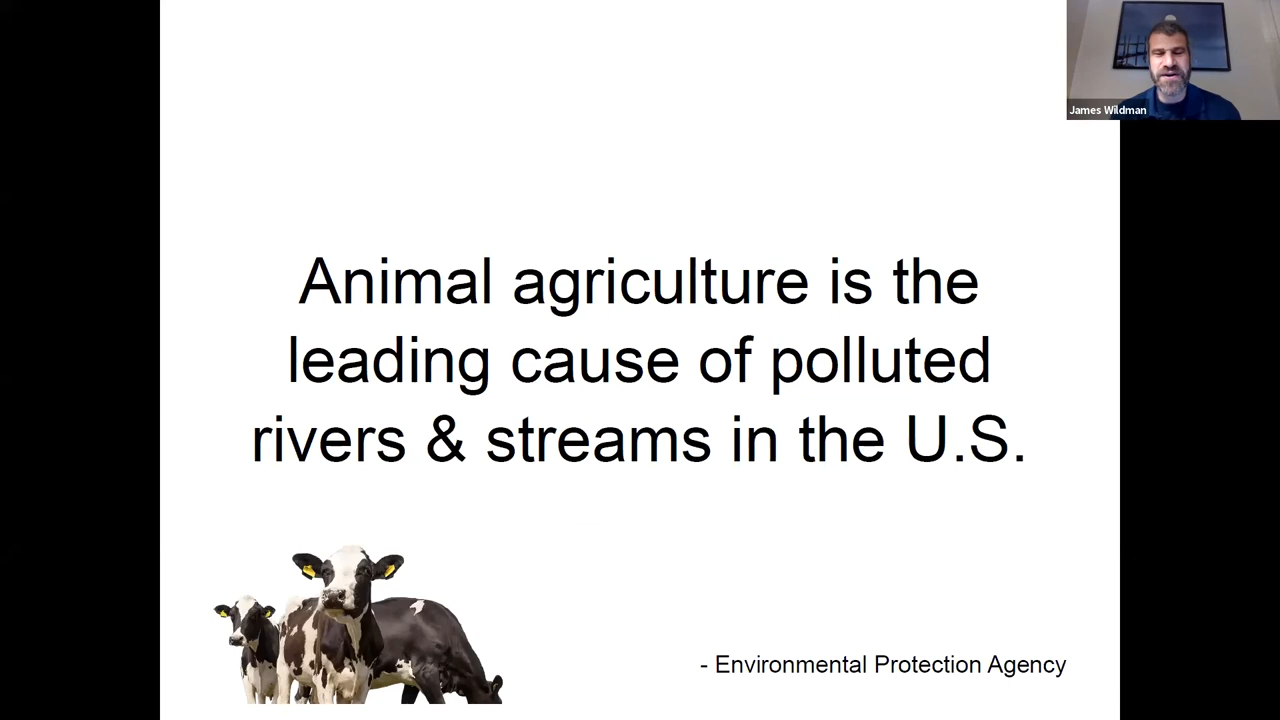 James Wildman
Animal agriculture is the
leading cause of polluted
rivers & streams in the U.S.
- Environmental Protection Agency